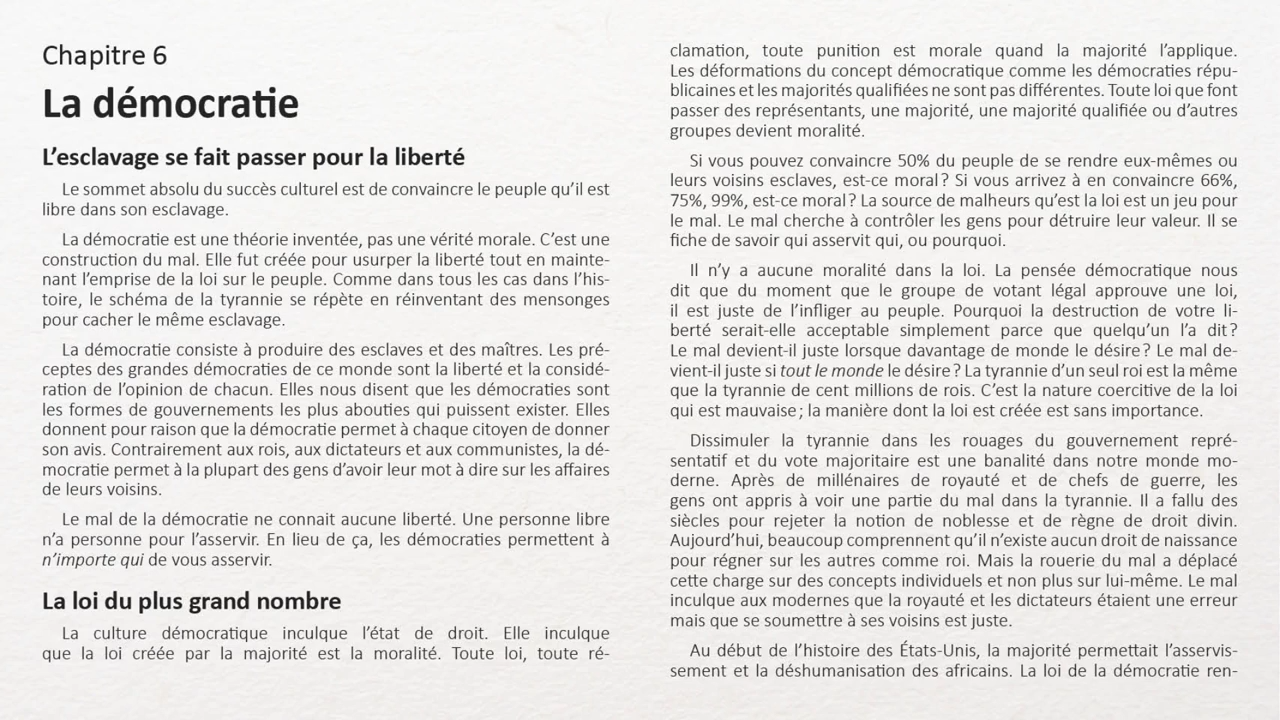 Chapitre 6
La démocratie
L’esclavage se fait passer pour la liberté
Le sommet absolu du succès culturel est de convaincre le peuple qu’il est
libre dans son esclavage.
La démocratie est une théorie inventée, pas une vérité morale. C’est une
construction du mal. Elle fut créée pour usurper la liberté tout en mainte-
nant l’emprise de la loi sur le peuple. Comme dans tous les cas dans l’his-
toire, le schéma de la tyrannie se répète en réinventant des mensonges
pour cacher le même esclavage.
La démocratie consiste à produire des esclaves et des maîtres. Les pré-
ceptes des grandes démocraties de ce monde sont la liberté et la considé-
ration de l’opinion de chacun. Elles nous disent que les démocraties sont
les formes de gouvernements les plus abouties qui puissent exister. Elles
donnent pour raison que la démocratie permet à chaque citoyen de donner
son avis. Contrairement aux rois, aux dictateurs et aux communistes, la dé-
mocratie permet à la plupart des gens d’avoir leur mot à dire sur les affaires
de leurs voisins.
Le mal de la démocratie ne connait aucune liberté. Une personne libre
n’a personne pour l’asservir. En lieu de ça, les démocraties permettent à
n’importe qui de vous asservir.
La loi du plus grand nombre
La culture démocratique inculque l’état de droit. Elle inculque
que la loi créée par la majorité est la moralité. Toute loi, toute ré-
clamation, toute punition est morale quand la majorité l’applique.
Les déformations du concept démocratique comme les démocraties répu-
blicaines et les majorités qualifiées ne sont pas différentes. Toute loi que font
passer des représentants, une majorité, une majorité qualifiée ou d’autres
groupes devient moralité.
Si vous pouvez convaincre 50% du peuple de se rendre eux-mêmes ou
leurs voisins esclaves, est-ce moral ? Si vous arrivez à en convaincre 66%,
75%, 99%, est-ce moral ? La source de malheurs qu’est la loi est un jeu pour
le mal. Le mal cherche à contrôler les gens pour détruire leur valeur. Il se
fiche de savoir qui asservit qui, ou pourquoi.
Il n’y a aucune moralité dans la loi. La pensée démocratique nous
dit que du moment que le groupe de votant légal approuve une loi,
il est juste de l’infliger au peuple. Pourquoi la destruction de votre li-
berté serait-elle acceptable simplement parce que quelqu’un l’a dit ?
Le mal devient-il juste lorsque davantage de monde le désire ? Le mal de-
vient-il juste si tout le monde le désire ? La tyrannie d’un seul roi est la même
que la tyrannie de cent millions de rois. C’est la nature coercitive de la loi
qui est mauvaise ; la manière dont la loi est créée est sans importance.
Dissimuler la tyrannie dans les rouages du gouvernement repré-
sentatif et du vote majoritaire est une banalité dans notre monde mo-
derne. Après de millénaires de royauté et de chefs de guerre, les
gens ont appris à voir une partie du mal dans la tyrannie. Il a fallu des
siècles pour rejeter la notion de noblesse et de règne de droit divin.
Aujourd’hui, beaucoup comprennent qu’il n’existe aucun droit de naissance
pour régner sur les autres comme roi. Mais la rouerie du mal a déplacé
cette charge sur des concepts individuels et non plus sur lui-même. Le mal
inculque aux modernes que la royauté et les dictateurs étaient une erreur
mais que se soumettre à ses voisins est juste.
Au début de l’histoire des États-Unis, la majorité permettait l’asservis-
sement et la déshumanisation des africains. La loi de la démocratie ren-